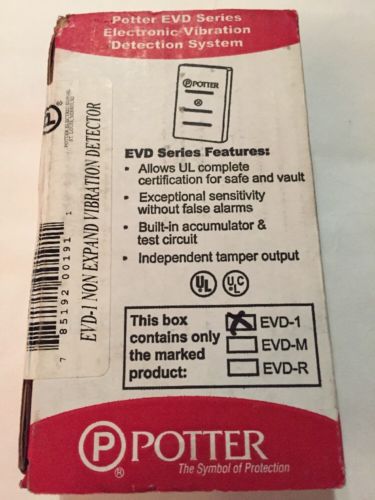 Potter EVD Series
Electronic Vibration
Detection System
POTTER
EVD Series Features:
• Allows UL complete
certification for safe and vault
• Exceptional sensitivity
without false alarms
• Built-in accumulator &
test circuit
• Independent tamper output
UL
UL C
This box
contains only
the marked
product:
EVD-1
EVD-M
EVD-R
P POTTER
®
The Symbol of Protection
EVD-1 NON EXPAND VIBRATION DETECTOR
7 85192 00191 1
UL ®